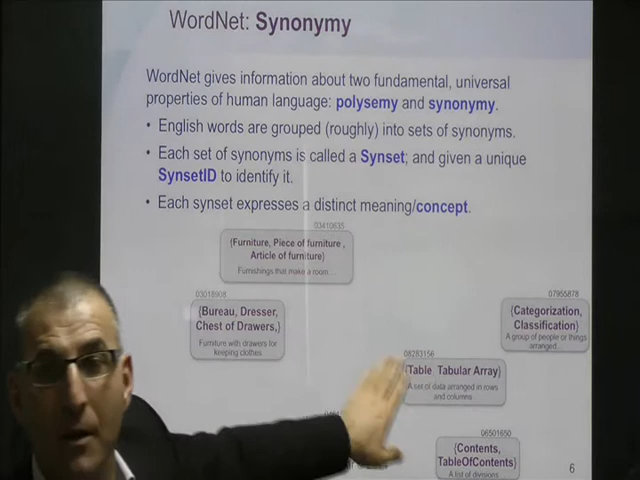 WordNet: Synonymy
WordNet gives information about two fundamental, universal
properties of human language: polysemy and synonymy.
• English words are grouped (roughly) into sets of synonyms.
• Each set of synonyms is called a Synset; and given a unique
SynsetID to identify it.
• Each synset expresses a distinct meaning/concept.
03410635
{Furniture, Piece of furniture ,
Article of furniture}
Furnishings that make a room ...
03018908
{Bureau, Dresser,
Chest of Drawers,}
Furniture with drawers for
keeping clothes
07955878
{Categorization,
Classification}
A group of people or things
arranged
08283156
{Table Tabular Array}
A set of data arranged in rows
and columns
06501650
{Contents,
TableOfContents}
A list of divisions
6